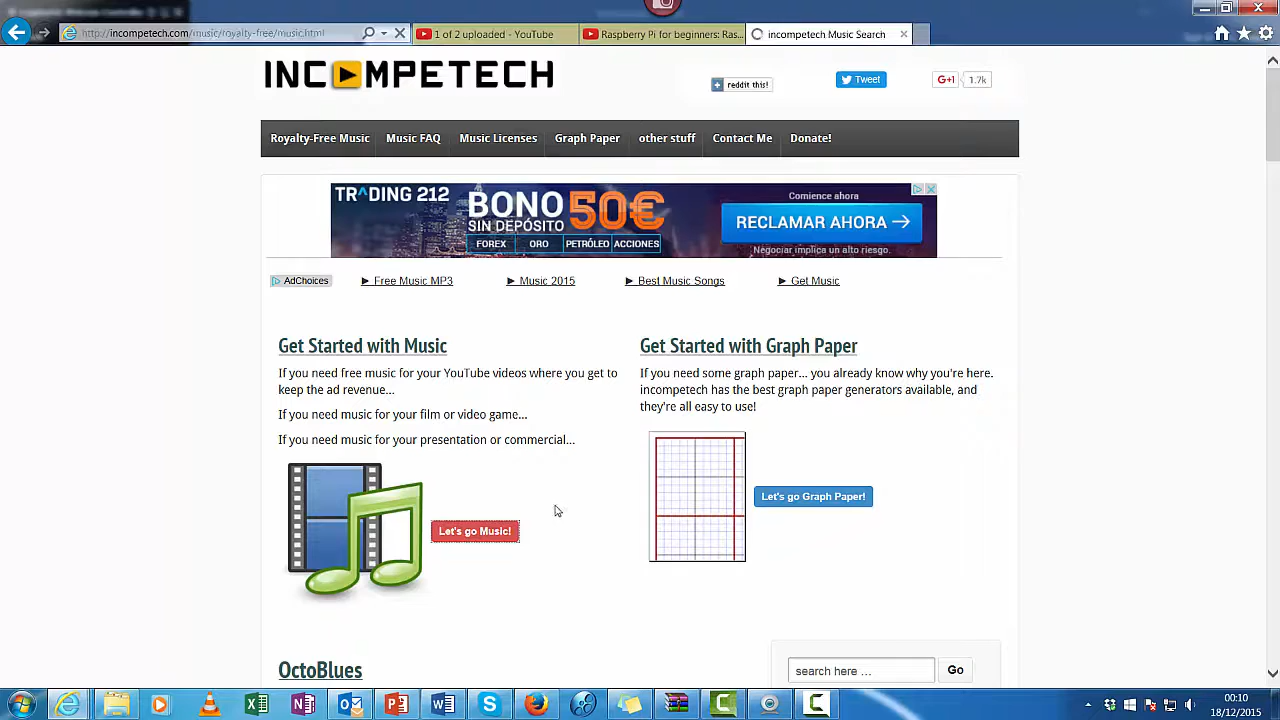 http://incompetech.com/music/royalty-free/music.html
1 of 2 uploaded - YouTube
Raspberry Pi for beginners: Ras...
incompetech Music Search
INCOMPETECH
reddit this!
Tweet
G+1
1.7k
Royalty-Free Music
Music FAQ
Music Licenses
Graph Paper
other stuff
Contact Me
Donate!
TRADING 212
BONO 50€
SIN DEPÓSITO
FOREX
ORO
PETRÓLEO
ACCIONES
Comience ahora
RECLAMAR AHORA
Negociar implica un alto riesgo.
AdChoices
Free Music MP3
Music 2015
Best Music Songs
Get Music
Get Started with Music
If you need free music for your YouTube videos where you get to
keep the ad revenue...
If you need music for your film or video game...
If you need music for your presentation or commercial...
Let's go Music!
Get Started with Graph Paper
If you need some graph paper... you already know why you're here.
incompetech has the best graph paper generators available, and
they're all easy to use!
Let's go Graph Paper!
OctoBlues
search here ...
Go
00:10
18/12/2015